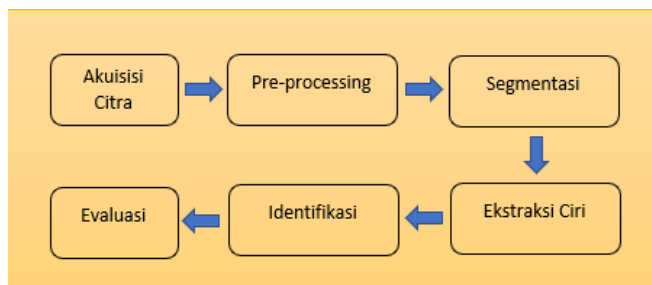 Akuisisi
Citra
Pre-processing
Segmentasi
Ekstraksi Ciri
Identifikasi
Evaluasi